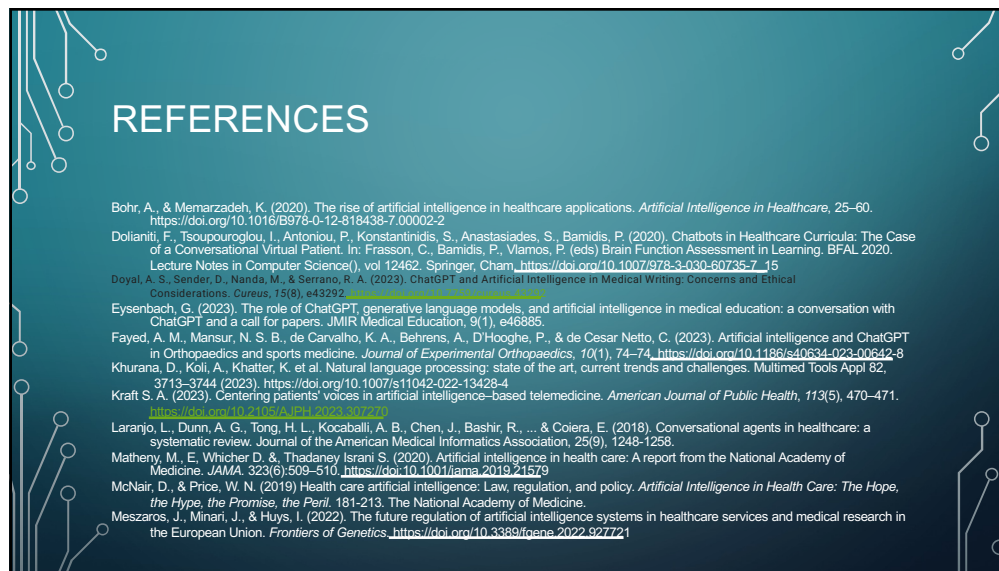 REFERENCES
Bohr, A., & Memarzadeh, K. (2020). The rise of artificial intelligence in healthcare applications. Artificial Intelligence in Healthcare, 25–60.
https://doi.org/10.1016/B978-0-12-818438-7.00002-2
Dolianiti, F., Tsoupouroglou, I., Antoniou, P., Konstantinidis, S., Anastasiades, S., Bamidis, P. (2020). Chatbots in Healthcare Curricula: The Case
of a Conversational Virtual Patient. In: Frasson, C., Bamidis, P., Vlamos, P. (eds) Brain Function Assessment in Learning. BFAL 2020.
Lecture Notes in Computer Science(), vol 12462. Springer, Cham. https://doi.org/10.1007/978-3-030-60735-7_15
Doyal, A. S., Sender, D., Nanda, M., & Serrano, R. A. (2023). ChatGPT and Artificial Intelligence in Medical Writing: Concerns and Ethical
Considerations. Cureus, 15(8), e43292.
Eysenbach, G. (2023). The role of ChatGPT, generative language models, and artificial intelligence in medical education: a conversation with
ChatGPT and a call for papers. JMIR Medical Education, 9(1), e46885.
Fayed, A. M., Mansur, N. S. B., de Carvalho, K. A., Behrens, A., D'Hooghe, P., & de Cesar Netto, C. (2023). Artificial intelligence and ChatGPT
in Orthopaedics and sports medicine. Journal of Experimental Orthopaedics, 10(1), 74–74. https://doi.org/10.1186/s40634-023-00642-8
Khurana, D., Koli, A., Khatter, K. et al. Natural language processing: state of the art, current trends and challenges. Multimed Tools Appl 82,
3713–3744 (2023). https://doi.org/10.1007/s11042-022-13428-4
Kraft S. A. (2023). Centering patients' voices in artificial intelligence–based telemedicine. American Journal of Public Health, 113(5), 470–471.
https://doi.org/10.2105/AJPH.2023.307270
Laranjo, L., Dunn, A. G., Tong, H. L., Kocaballi, A. B., Chen, J., Bashir, R., ... & Coiera, E. (2018). Conversational agents in healthcare: a
systematic review. Journal of the American Medical Informatics Association, 25(9), 1248-1258.
Matheny, M., E, Whicher D. &, Thadaney Israni S. (2020). Artificial intelligence in health care: A report from the National Academy of
Medicine. JAMA. 323(6):509–510. https://doi:10.1001/jama.2019.21579
McNair, D., & Price, W. N. (2019) Health care artificial intelligence: Law, regulation, and policy. Artificial Intelligence in Health Care: The Hope,
the Hype, the Promise, the Peril. 181-213. The National Academy of Medicine.
Meszaros, J., Minari, J., & Huys, I. (2022). The future regulation of artificial intelligence systems in healthcare services and medical research in
the European Union. Frontiers of Genetics. https://doi.org/10.3389/fgene.2022.927721